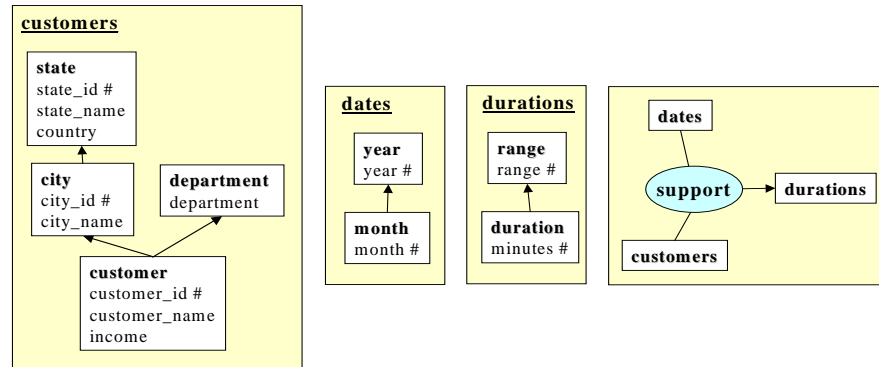 customers
state
state_id #
state_name
country
city
city_id #
city_name
department
department
customer
customer_id #
customer_name
income
dates
year
year #
month
month #
durations
range
range #
duration
minutes #
dates
support
durations
customers